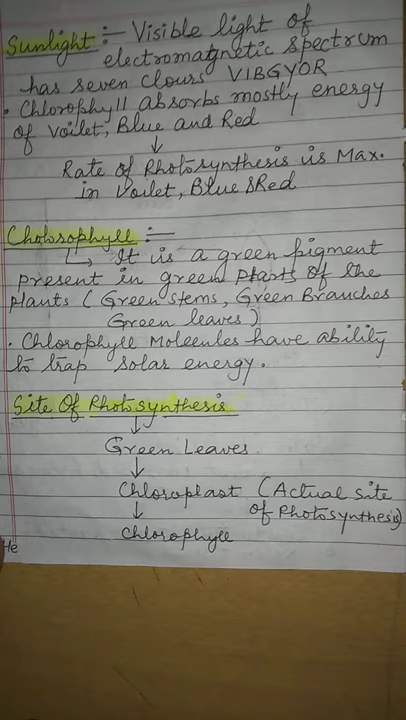 Sunlight :- Visible light of
electromagnetic spectrum
has seven clours VIBGYOR
• Chlorophyll absorbs mostly energy
of Voilet, Blue and Red
↓
Rate of Photosynthesis is Max.
in Voilet, Blue & Red
Cholorophyll :-
↳ It is a green pigment
present in green parts of the
plants (Green stems, Green Branches
Green leaves)
• Chlorophyll Molecules have ability
to trap solar energy.
Site Of Photosynthesis
↓
Green Leaves
↓
Chloroplast (Actual site
of Photosynthesis)
↓
Chlorophyll
He